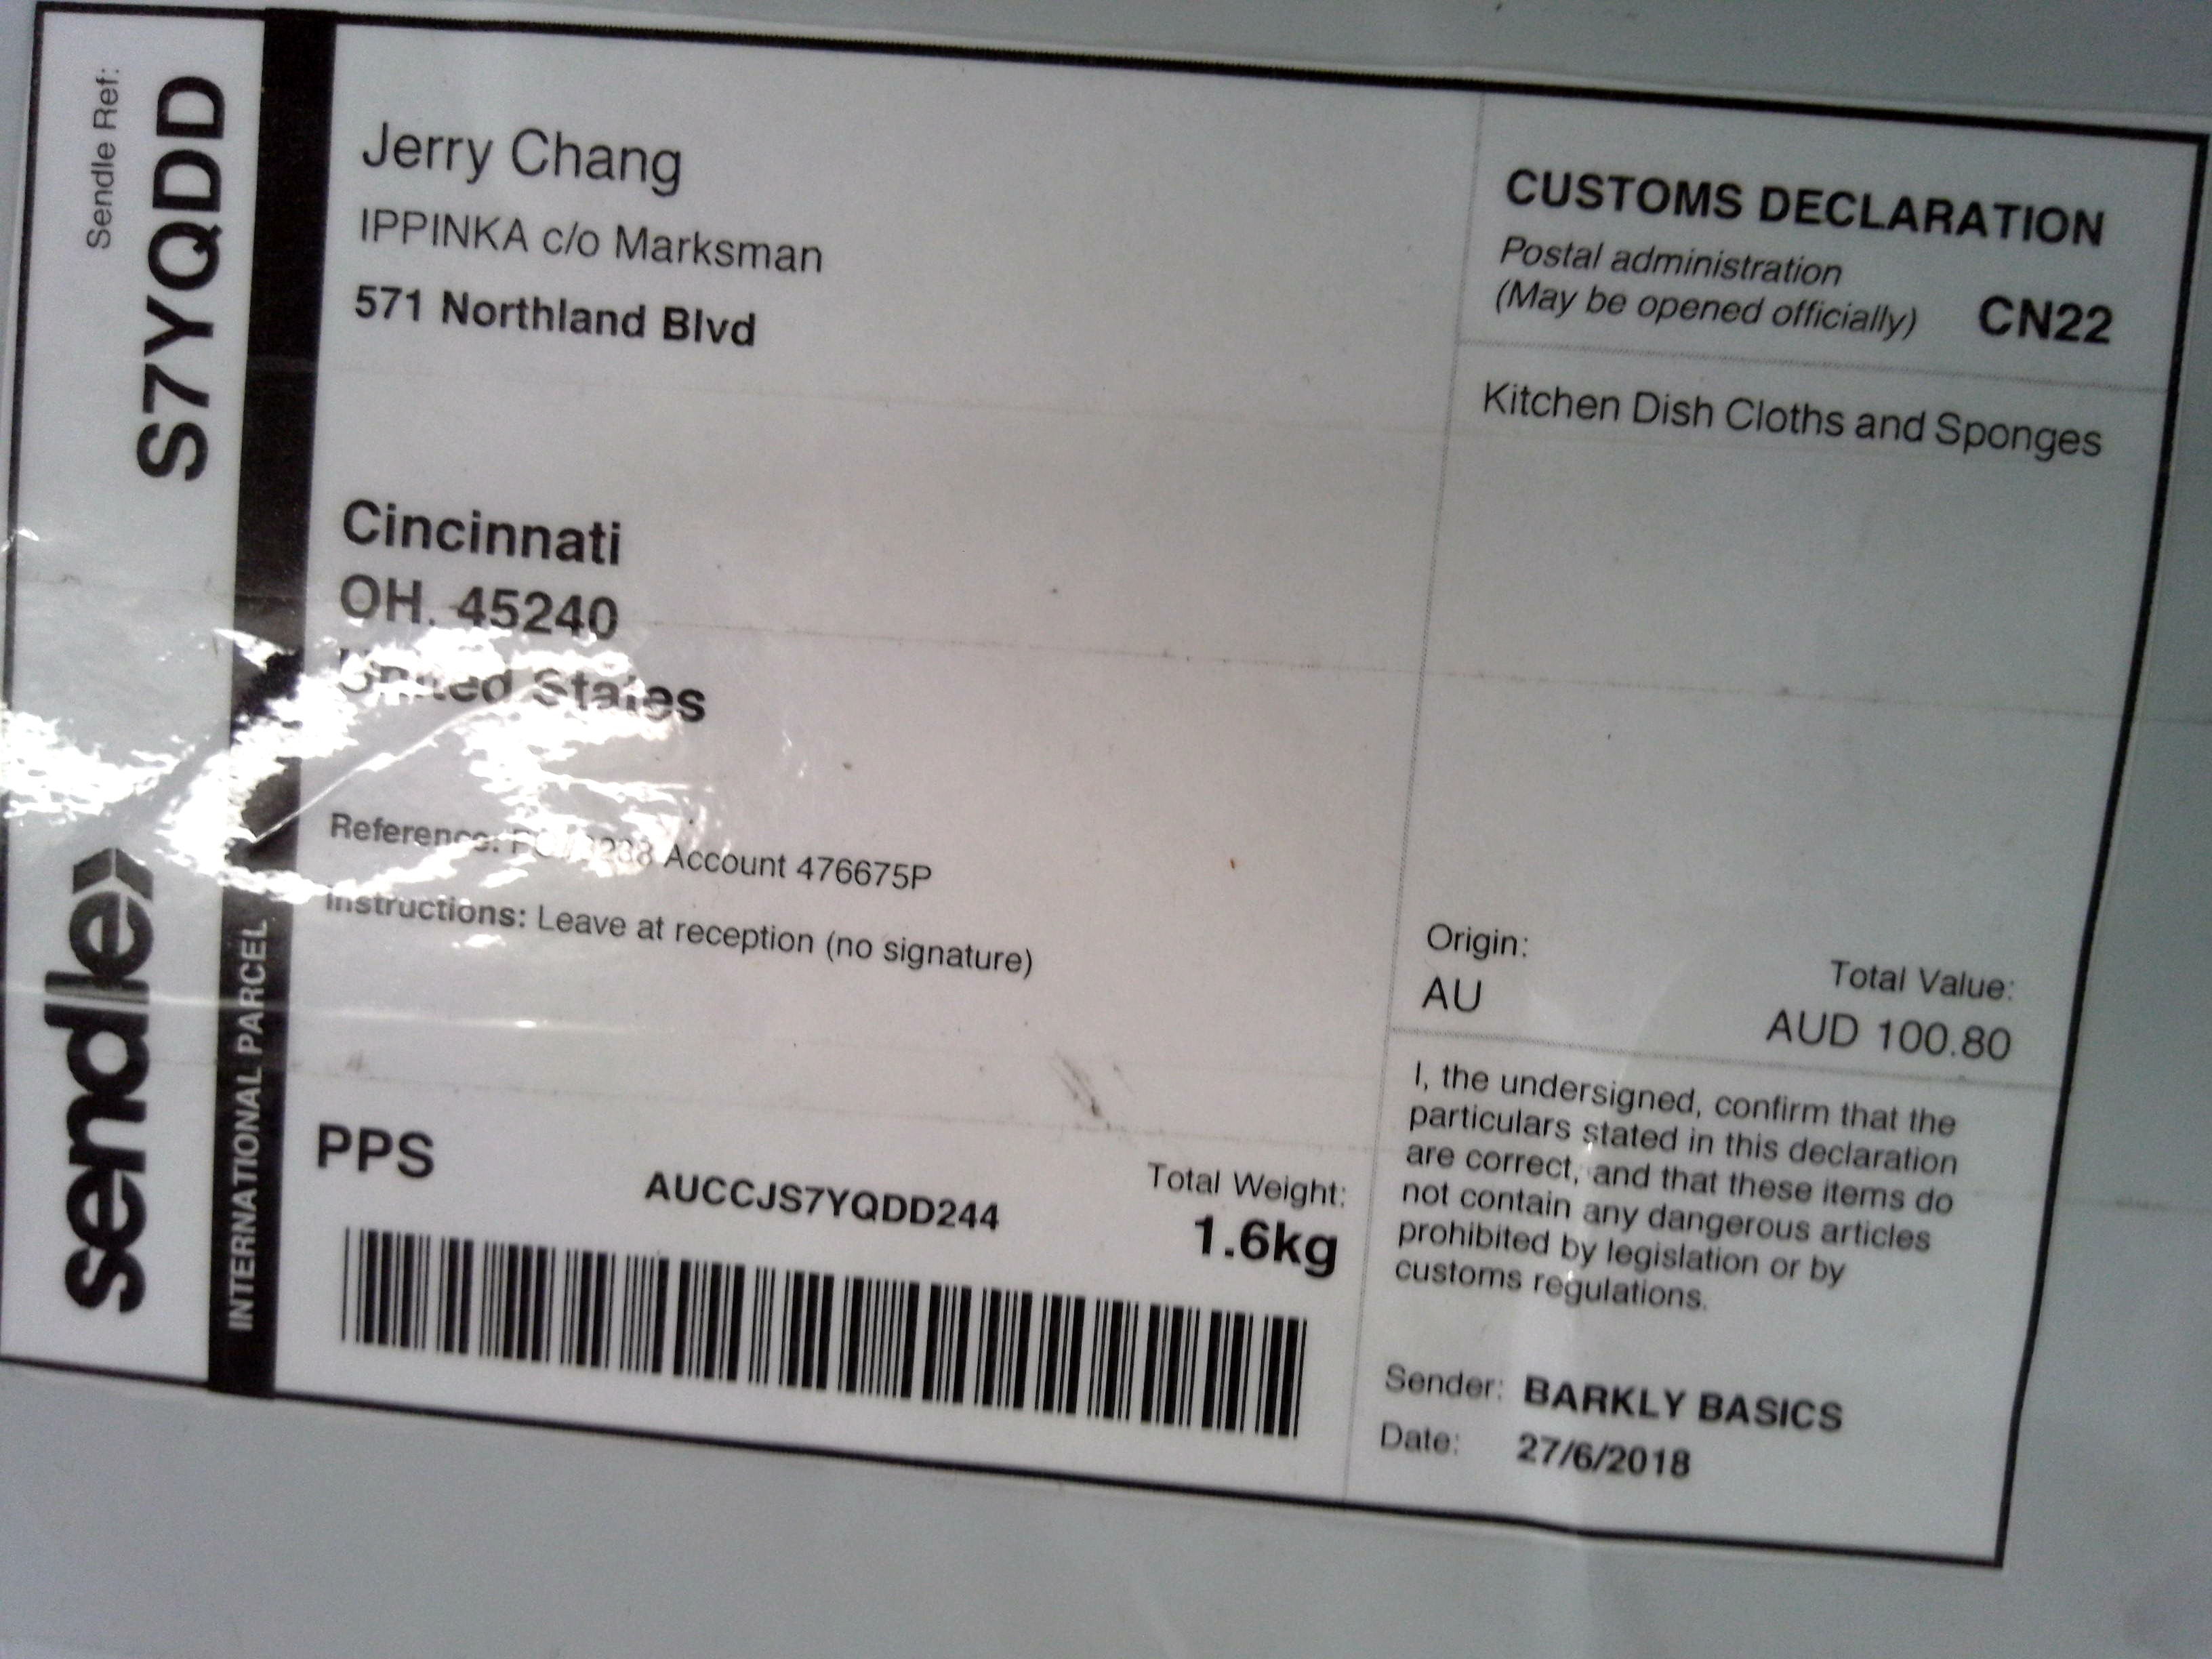 Sendle Ref:
S7YQDD
sendle
INTERNATIONAL PARCEL
Jerry Chang
IPPINKA c/o Marksman
571 Northland Blvd
Cincinnati
OH. 45240
United States
Reference: Account 476675P
Instructions: Leave at reception (no signature)
PPS
AUCCJS7YQDD244
Total Weight:
1.6kg
CUSTOMS DECLARATION
Postal administration
(May be opened officially) CN22
Kitchen Dish Cloths and Sponges
Origin:
AU
Total Value:
AUD 100.80
I, the undersigned, confirm that the
particulars stated in this declaration
are correct, and that these items do
not contain any dangerous articles
prohibited by legislation or by
customs regulations.
Sender: BARKLY BASICS
Date: 27/6/2018